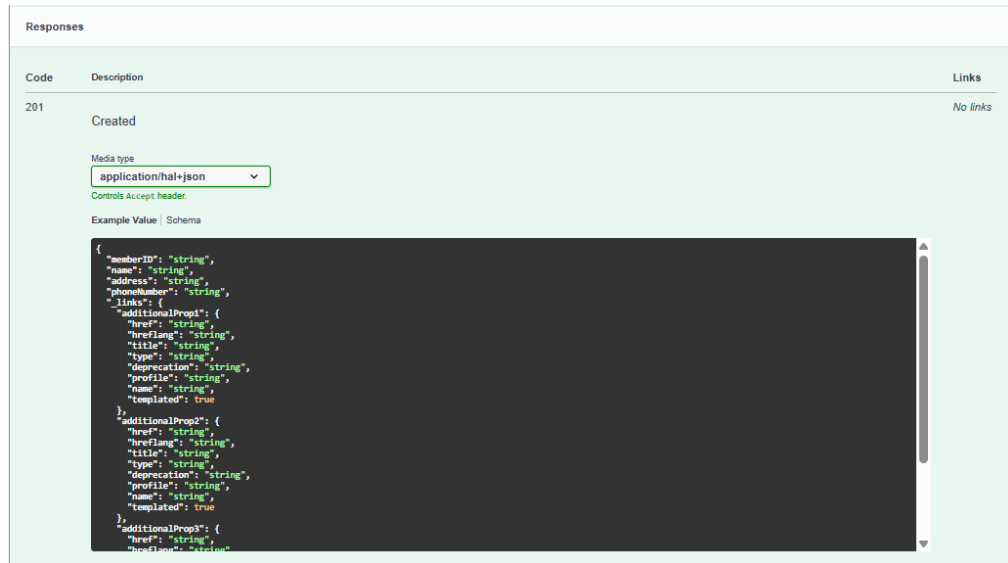 Responses
Code Description Links
201 Created No links
Media type
application/hal+json
Controls Accept header.
Example Value | Schema
{
  "memberID": "string",
  "name": "string",
  "address": "string",
  "phoneNumber": "string",
  "_links": {
    "additionalProp1": {
      "href": "string",
      "hreflang": "string",
      "title": "string",
      "type": "string",
      "deprecation": "string",
      "profile": "string",
      "name": "string",
      "templated": true
    },
    "additionalProp2": {
      "href": "string",
      "hreflang": "string",
      "title": "string",
      "type": "string",
      "deprecation": "string",
      "profile": "string",
      "name": "string",
      "templated": true
    },
    "additionalProp3": {
      "href": "string",
      "hreflang": "string"